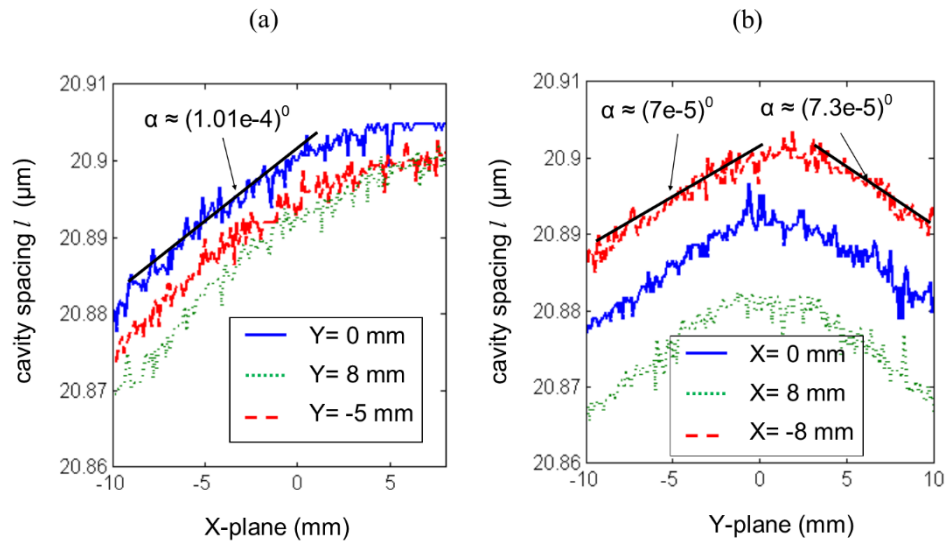 (a)
20.91
20.9
20.89
20.88
20.87
20.86
-10
-5
0
5
cavity spacing l (μm)
X-plane (mm)
α ≈ (1.01e-4)⁰
Y= 0 mm
Y= 8 mm
Y= -5 mm
(b)
20.91
20.9
20.89
20.88
20.87
20.86
-10
-5
0
5
10
cavity spacing l (μm)
Y-plane (mm)
α ≈ (7e-5)⁰
α ≈ (7.3e-5)⁰
X= 0 mm
X= 8 mm
X= -8 mm